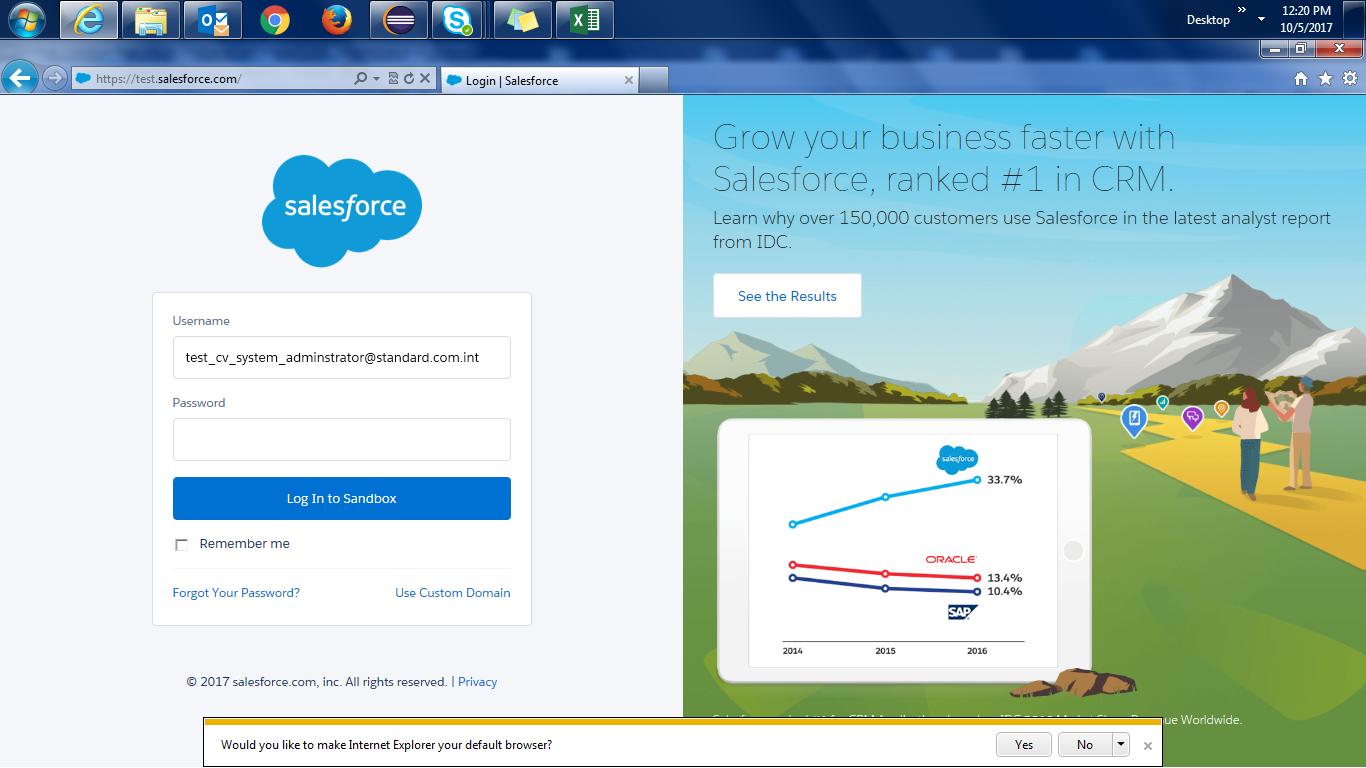 Desktop
12:20 PM
10/5/2017
https://test.salesforce.com/
Login | Salesforce
salesforce
Username
test_cv_system_adminstrator@standard.com.int
Password
Log In to Sandbox
Remember me
Forgot Your Password?
Use Custom Domain
© 2017 salesforce.com, inc. All rights reserved. | Privacy
Grow your business faster with
Salesforce, ranked #1 in CRM.
Learn why over 150,000 customers use Salesforce in the latest analyst report
from IDC.
See the Results
salesforce
33.7%
ORACLE
13.4%
10.4%
SAP
2014 2015 2016
Worldwide.
Would you like to make Internet Explorer your default browser?
Yes
No